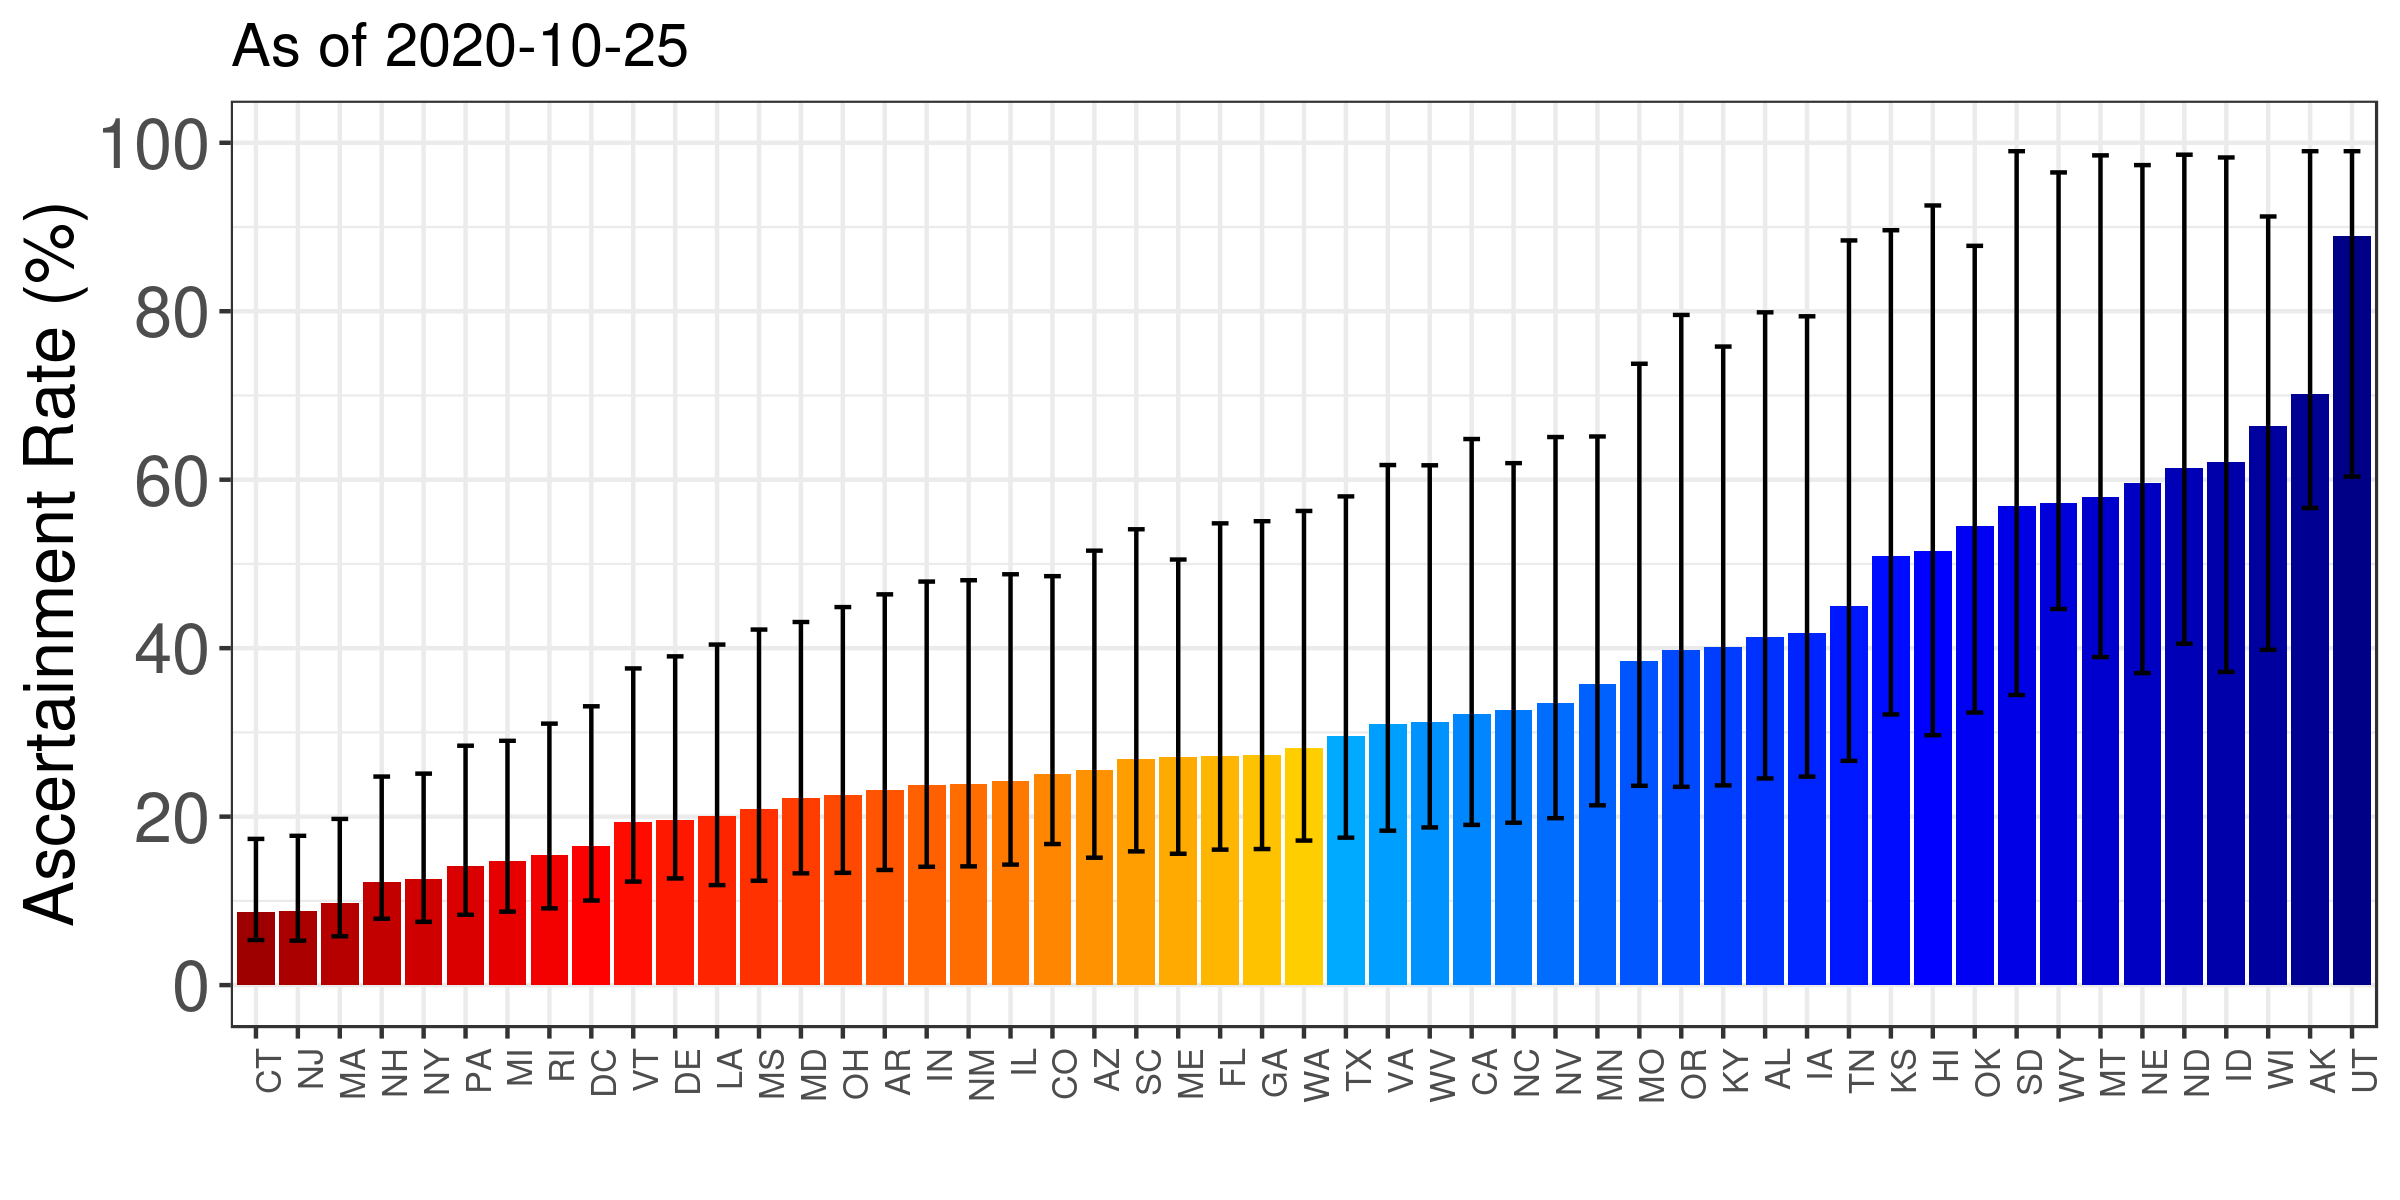 As of 2020-10-25
Ascertainment Rate (%)
100
80
60
40
20
0
CT NJ MA NH NY PA MI RI DC VT DE LA MS MD OH AR IN NM IL CO AZ SC ME FL GA WA TX VA WV CA NC NV MN MO OR KY AL IA TN KS HI OK SD WY MT NE ND ID WI AK UT